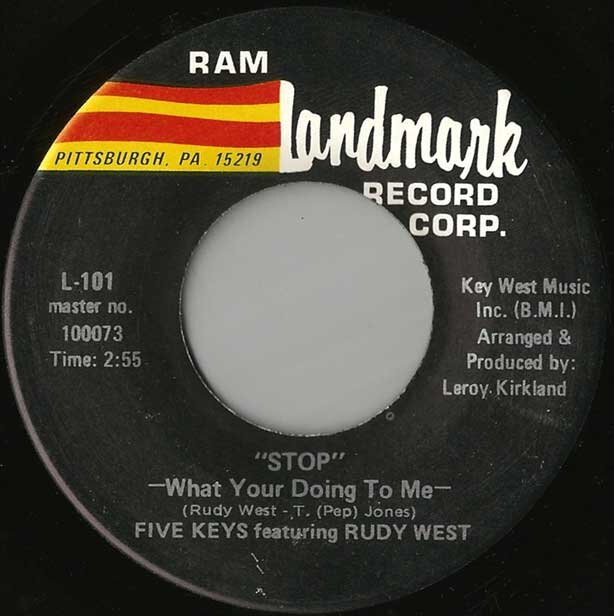 RAM
Landmark
PITTSBURGH, PA. 15219
RECORD
CORP.
L-101
master no.
100073
Time: 2:55
Key West Music
Inc. (B.M.I.)
Arranged &
Produced by:
Leroy Kirkland
"STOP"
—What Your Doing To Me—
(Rudy West - T. (Pep) Jones)
FIVE KEYS featuring RUDY WEST